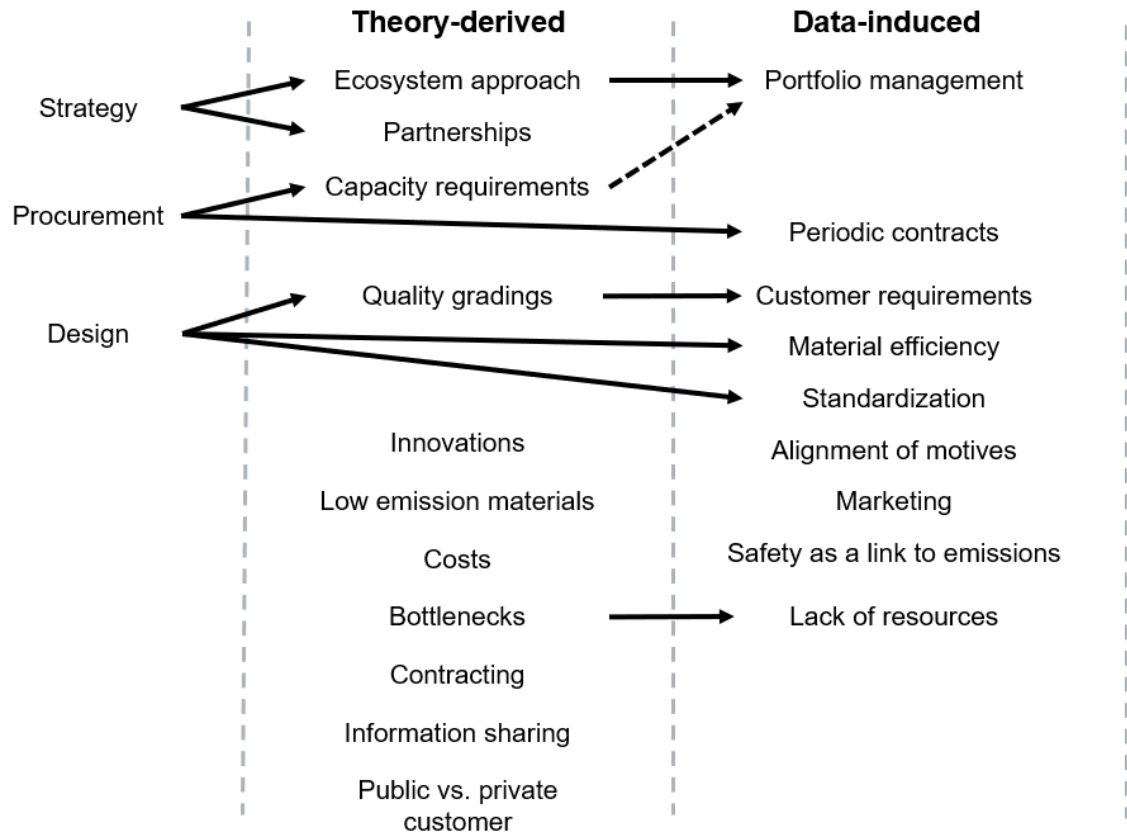 Theory-derived
Data-induced
Strategy
Ecosystem approach
Portfolio management
Partnerships
Procurement
Capacity requirements
Periodic contracts
Design
Quality gradings
Customer requirements
Material efficiency
Standardization
Innovations
Alignment of motives
Low emission materials
Marketing
Costs
Safety as a link to emissions
Bottlenecks
Lack of resources
Contracting
Information sharing
Public vs. private
customer